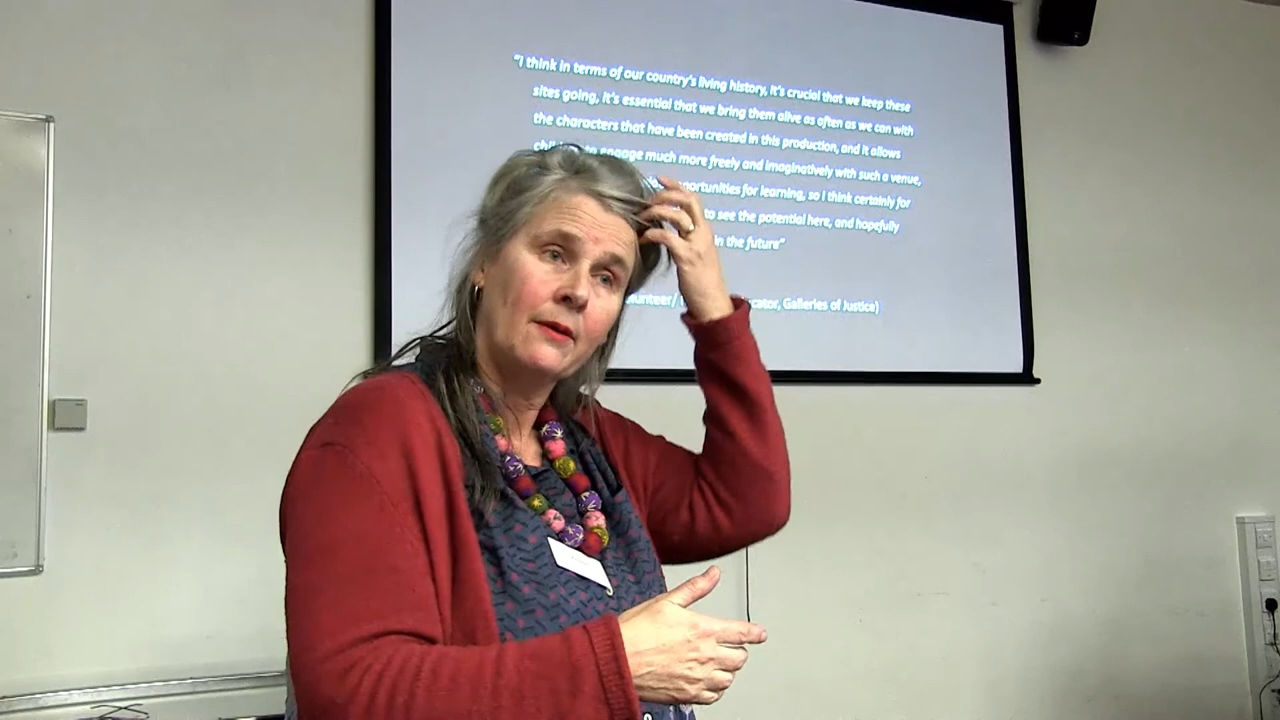 "I think in terms of our country's living history, it's crucial that we keep these
sites going, it's essential that we bring them alive as often as we can with
the characters that have been created in this production, and it allows
to engage much more freely and imaginatively with such a venue,
opportunities for learning, so I think certainly for
to see the potential here, and hopefully
in the future"
Galleries of Justice)